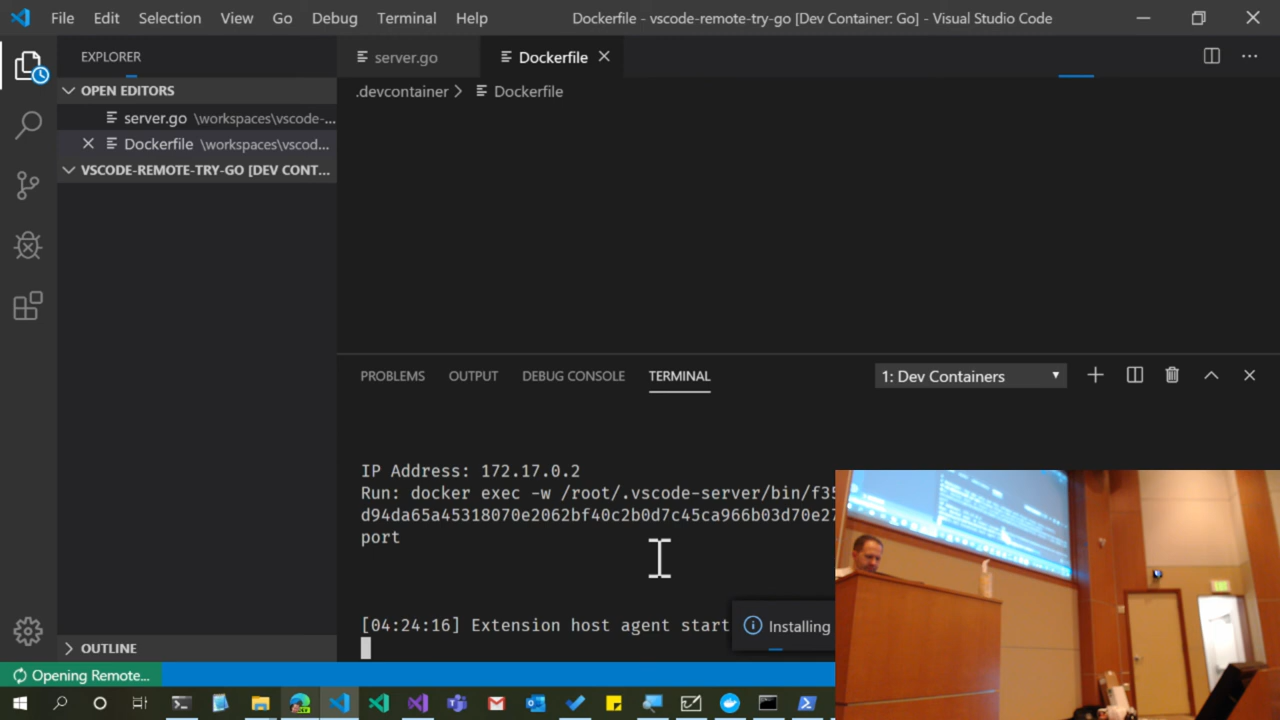 File Edit Selection View Go Debug Terminal Help Dockerfile - vscode-remote-try-go [Dev Container: Go] - Visual Studio Code
EXPLORER
server.go
Dockerfile
OPEN EDITORS
.devcontainer > Dockerfile
server.go \workspaces\vscode-...
Dockerfile \workspaces\vscod...
VSCODE-REMOTE-TRY-GO [DEV CONT...
PROBLEMS OUTPUT DEBUG CONSOLE TERMINAL 1: Dev Containers
IP Address: 172.17.0.2
Run: docker exec -w /root/.vscode-server/bin/f35
d94da65a45318070e2062bf40c2b0d7c45ca966b03d70e27
port
[04:24:16] Extension host agent start
Installing
OUTLINE
Opening Remote...